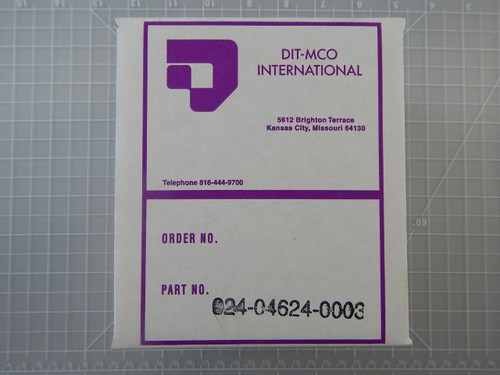 DIT-MCO
INTERNATIONAL
5612 Brighton Terrace
Kansas City, Missouri 64130
Telephone 816-444-9700
ORDER NO.
PART NO.
024-04624-0003